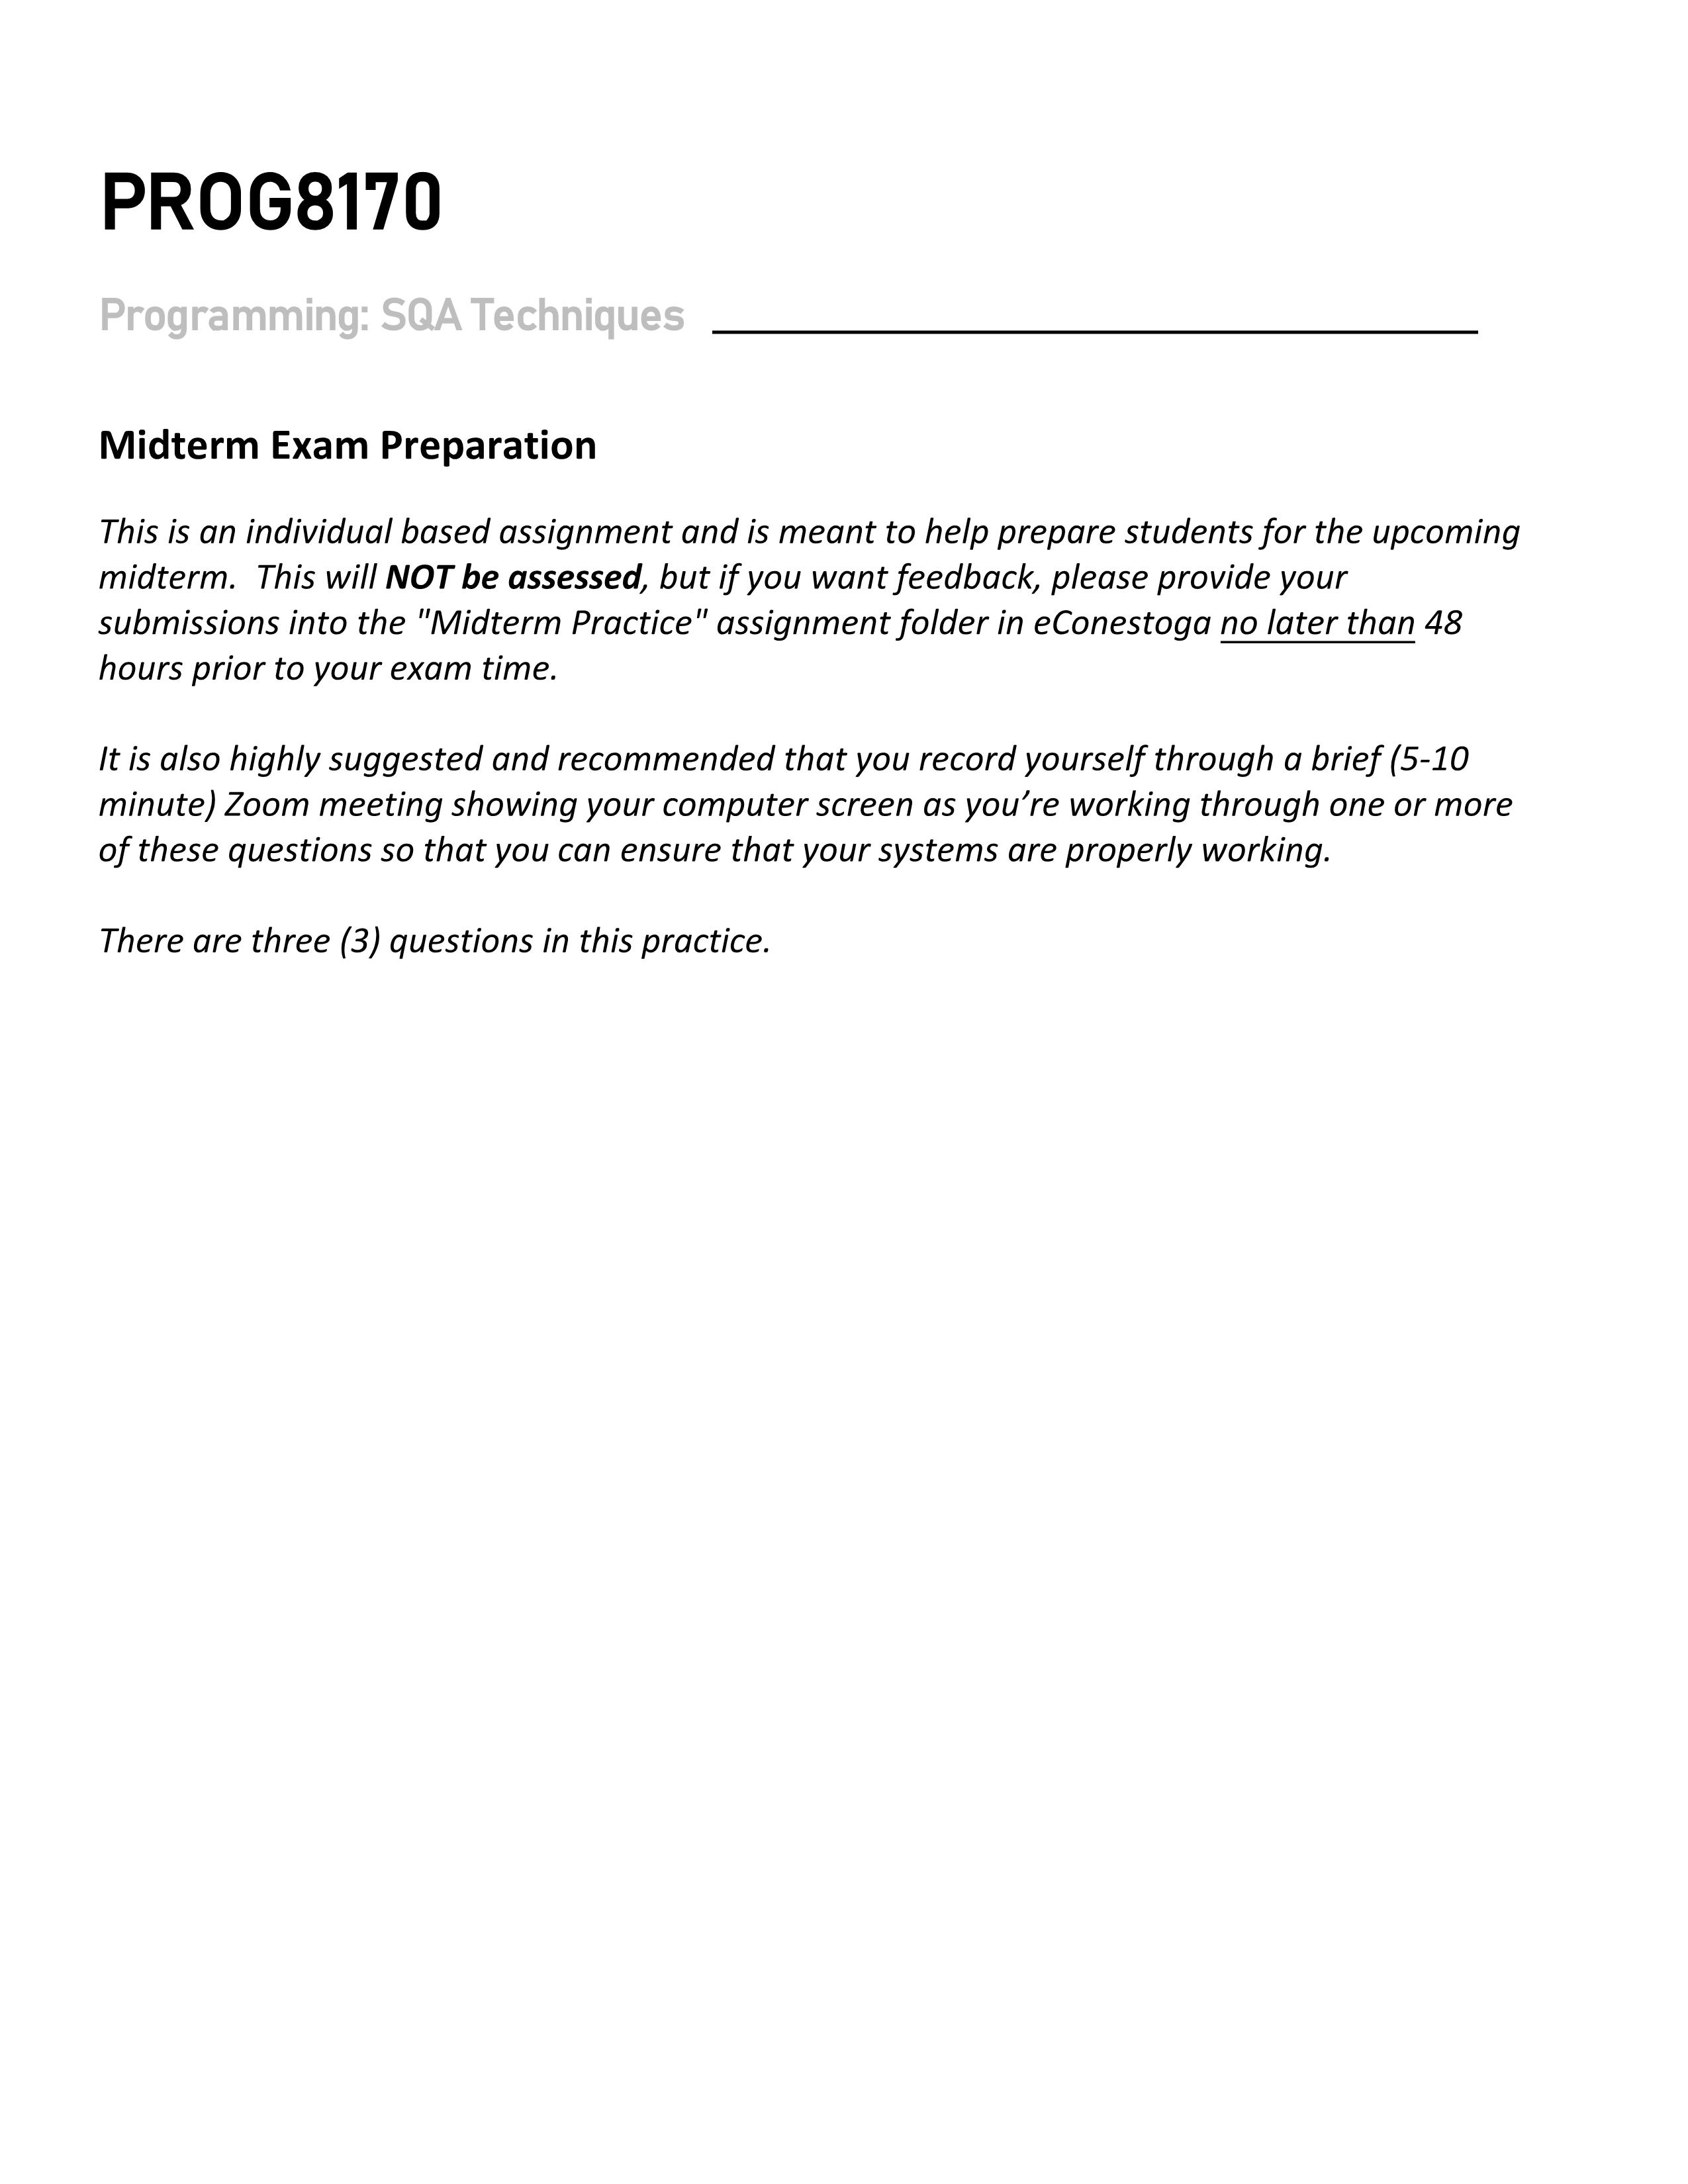 PROG8170
Programming: SQA Techniques
Midterm Exam Preparation
This is an individual based assignment and is meant to help prepare students for the upcoming
midterm.  This will NOT be assessed, but if you want feedback, please provide your
submissions into the "Midterm Practice" assignment folder in eConestoga no later than 48
hours prior to your exam time.
It is also highly suggested and recommended that you record yourself through a brief (5-10
minute) Zoom meeting showing your computer screen as you’re working through one or more
of these questions so that you can ensure that your systems are properly working.
There are three (3) questions in this practice.